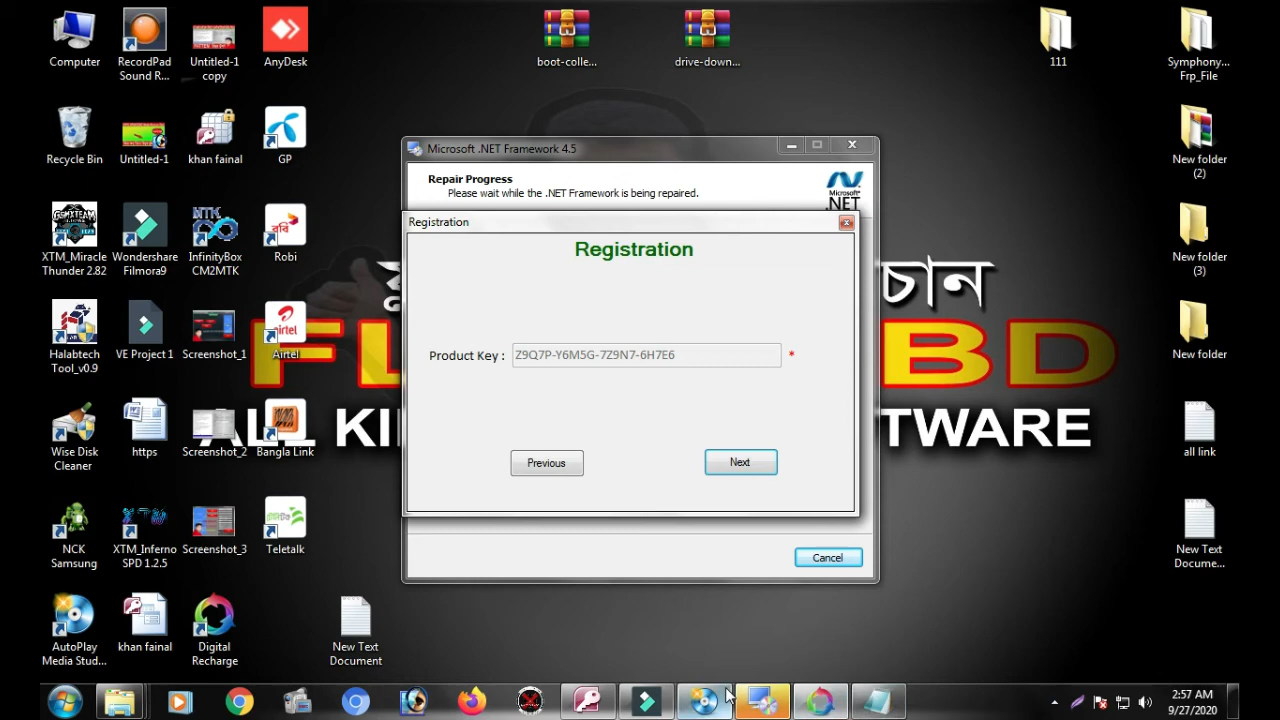 Computer
RecordPad
Sound R...
Untitled-1
copy
AnyDesk
boot-colle...
drive-down...
111
Symphony...
Frp_File
Recycle Bin
Untitled-1
khan fainal
GP
New folder
(2)
Microsoft .NET Framework 4.5
Repair Progress
Please wait while the .NET Framework is being repaired.
Microsoft
.NET
XTM_Miracle
Thunder 2.82
Wondershare
Filmora9
InfinityBox
CM2MTK
Robi
New folder
(3)
Registration
Registration
চান
Halabtech
Tool_v0.9
VE Project 1
Screenshot_1
Airtel
New folder
Product Key :
Z9Q7P-Y6M5G-7Z9N7-6H7E6
*
BD
Wise Disk
Cleaner
https
Screenshot_2
Bangla Link
all link
ALL KI
TWARE
Previous
Next
NCK
Samsung
XTM_Inferno
SPD 1.2.5
Screenshot_3
Teletalk
New Text
Docume...
Cancel
AutoPlay
Media Stud...
khan fainal
Digital
Recharge
New Text
Document
2:57 AM
9/27/2020